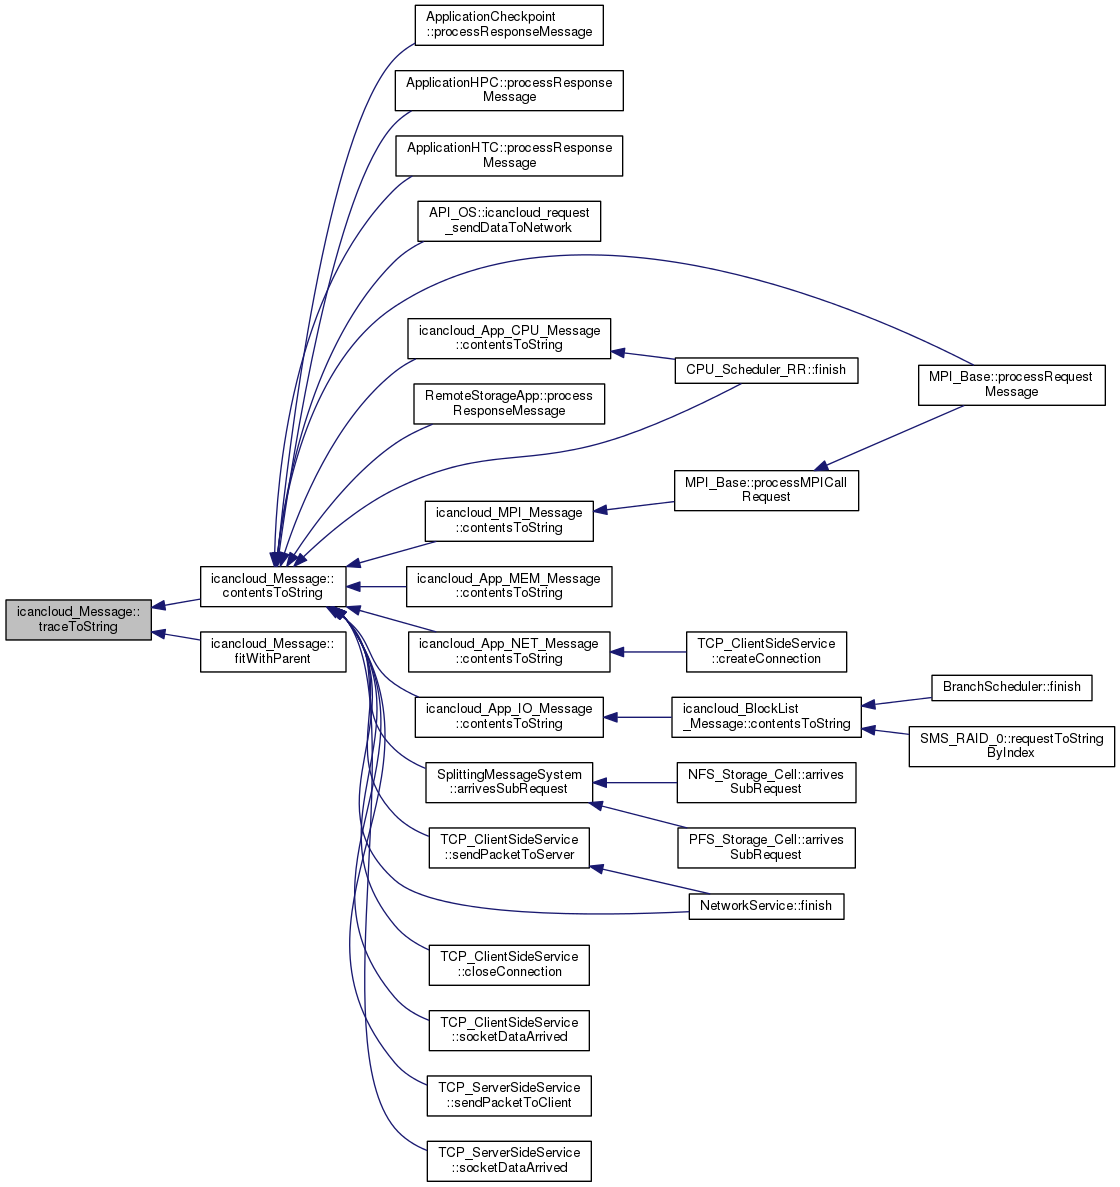 ApplicationCheckpoint
::processResponseMessage
ApplicationHPC::processResponse
Message
ApplicationHTC::processResponse
Message
API_OS::icancloud_request
_sendDataToNetwork
icancloud_App_CPU_Message
::contentsToString
CPU_Scheduler_RR::finish
MPI_Base::processRequest
Message
RemoteStorageApp::process
ResponseMessage
MPI_Base::processMPICall
Request
icancloud_MPI_Message
::contentsToString
icancloud_Message::
contentsToString
icancloud_App_MEM_Message
::contentsToString
icancloud_Message::
traceToString
icancloud_Message::
fitWithParent
icancloud_App_NET_Message
::contentsToString
TCP_ClientSideService
::createConnection
BranchScheduler::finish
icancloud_App_IO_Message
::contentsToString
icancloud_BlockList
_Message::contentsToString
SMS_RAID_0::requestToString
ByIndex
SplittingMessageSystem
::arrivesSubRequest
NFS_Storage_Cell::arrives
SubRequest
TCP_ClientSideService
::sendPacketToServer
PFS_Storage_Cell::arrives
SubRequest
NetworkService::finish
TCP_ClientSideService
::closeConnection
TCP_ClientSideService
::socketDataArrived
TCP_ServerSideService
::sendPacketToClient
TCP_ServerSideService
::socketDataArrived